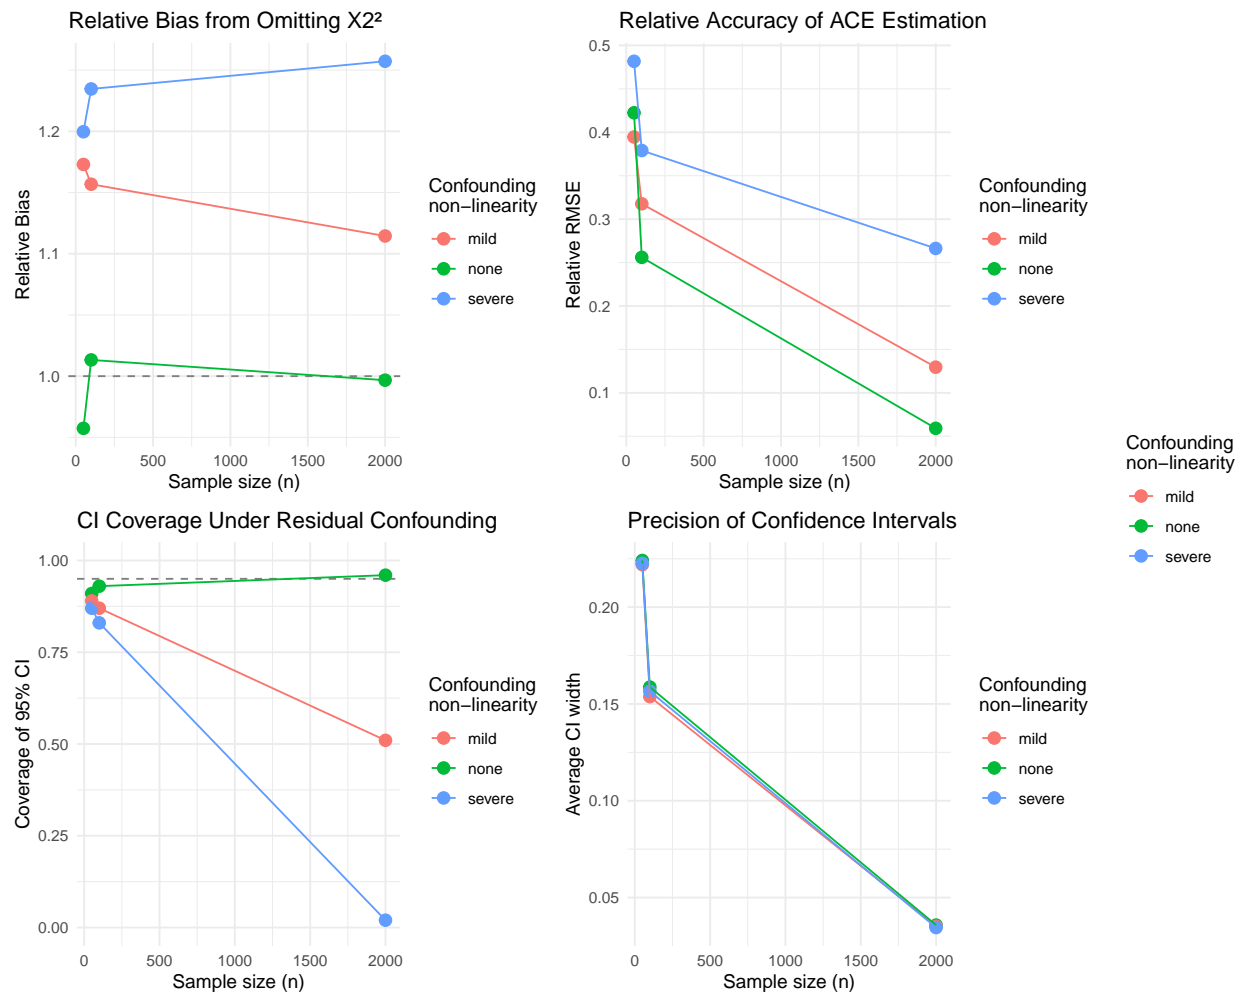 Relative Bias from Omitting X2²
Relative Bias
1.2
1.1
1.0
0
500
1000
1500
2000
Sample size (n)
Confounding
non−linearity
mild
none
severe
Relative Accuracy of ACE Estimation
Relative RMSE
0.5
0.4
0.3
0.2
0.1
0
500
1000
1500
2000
Sample size (n)
Confounding
non−linearity
mild
none
severe
CI Coverage Under Residual Confounding
Coverage of 95% CI
1.00
0.75
0.50
0.25
0.00
0
500
1000
1500
2000
Sample size (n)
Confounding
non−linearity
mild
none
severe
Precision of Confidence Intervals
Average CI width
0.20
0.15
0.10
0.05
0
500
1000
1500
2000
Sample size (n)
Confounding
non−linearity
mild
none
severe
Confounding
non−linearity
mild
none
severe